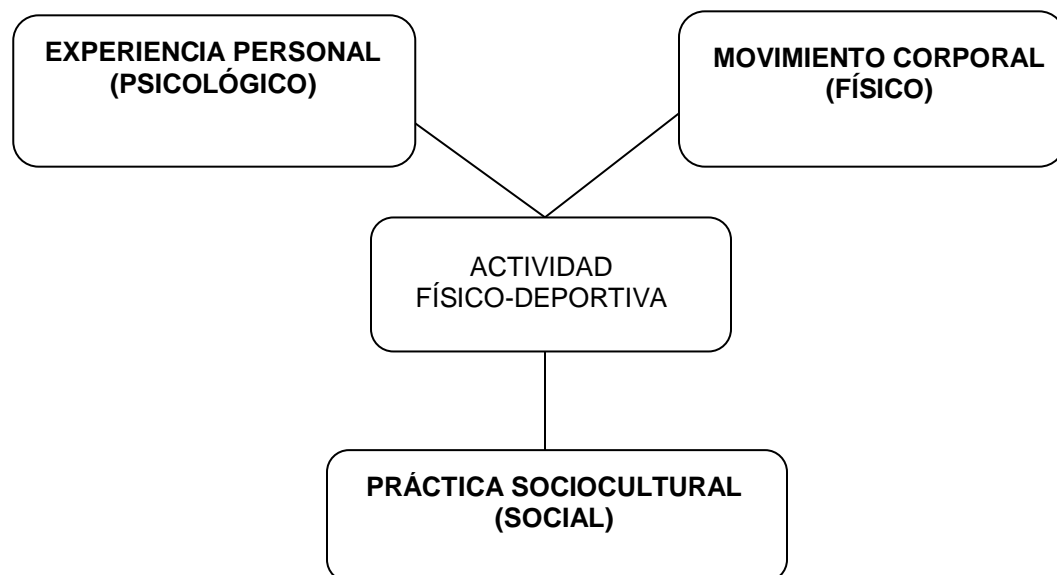 EXPERIENCIA PERSONAL
(PSICOLÓGICO)
MOVIMIENTO CORPORAL
(FÍSICO)
ACTIVIDAD
FÍSICO-DEPORTIVA
PRÁCTICA SOCIOCULTURAL
(SOCIAL)